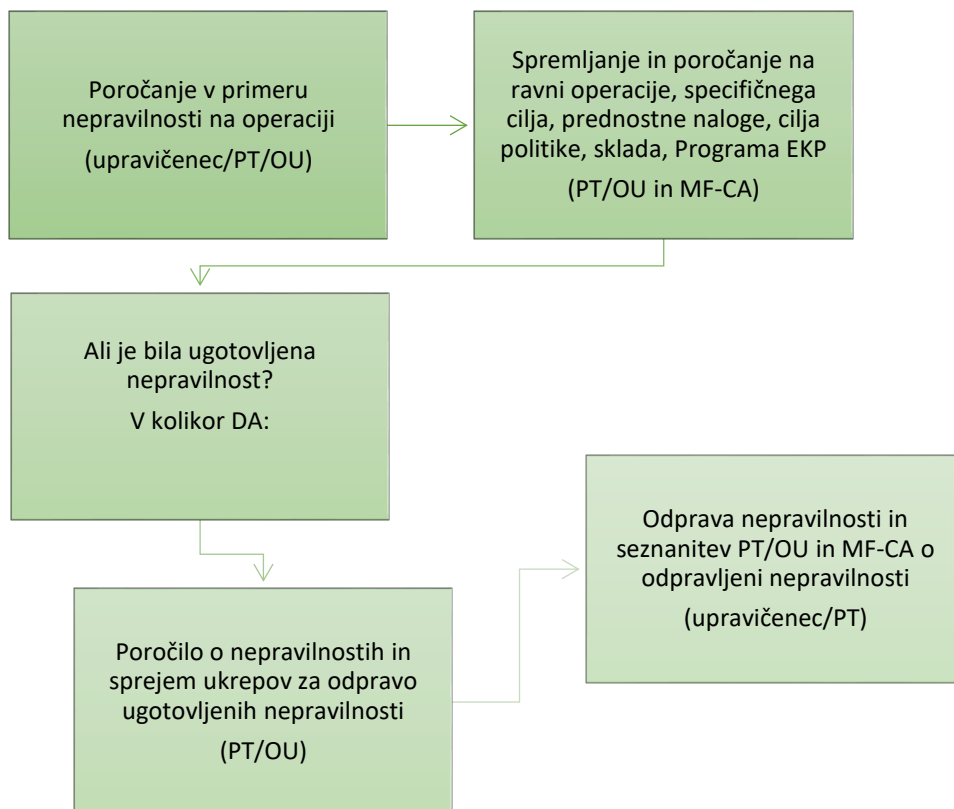 Poročanje v primeru
nepravilnosti na operaciji
(upravičenec/PT/OU)
Spremljanje in poročanje na
ravni operacije, specifičnega
cilja, prednostne naloge, cilja
politike, sklada, Programa EKP
(PT/OU in MF-CA)
Ali je bila ugotovljena
nepravilnost?
V kolikor DA:
Poročilo o nepravilnostih in
sprejem ukrepov za odpravo
ugotovljenih nepravilnosti
(PT/OU)
Odprava nepravilnosti in
seznanitev PT/OU in MF-CA o
odpravljeni nepravilnosti
(upravičenec/PT)